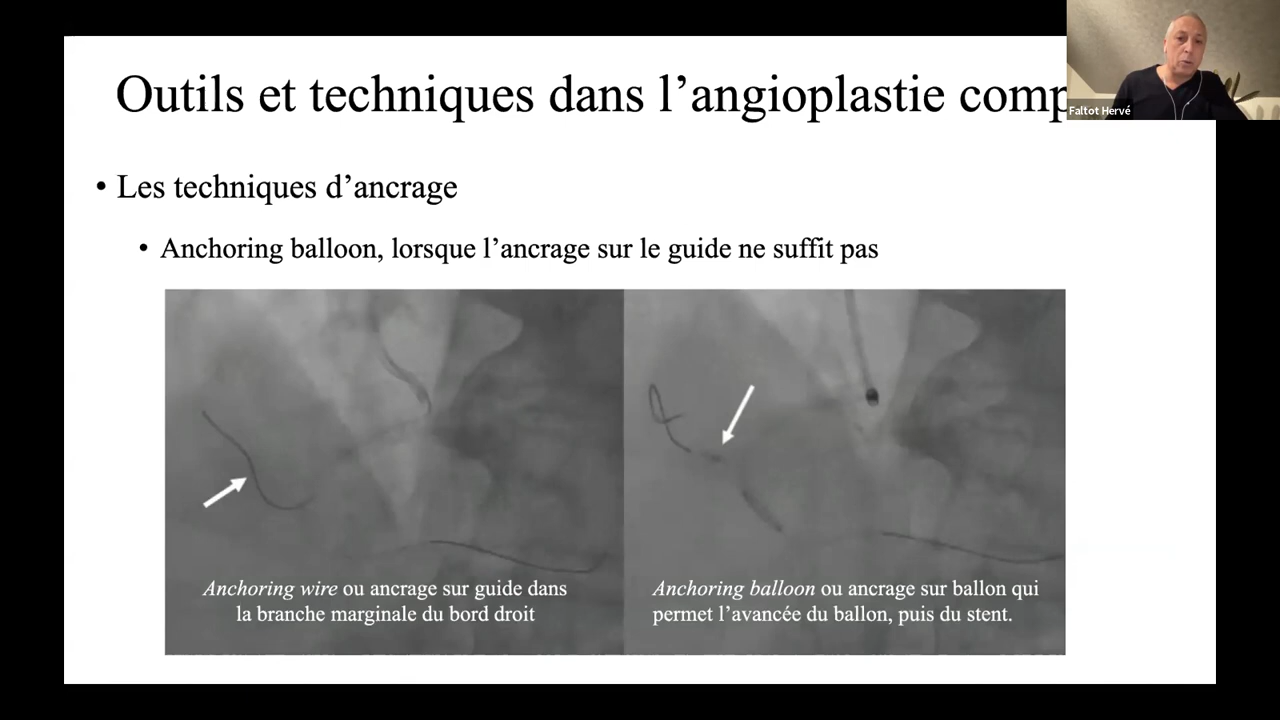 Outils et techniques dans l’angioplastie comp
Faltot Hervé
• Les techniques d’ancrage
• Anchoring balloon, lorsque l’ancrage sur le guide ne suffit pas
Anchoring wire ou ancrage sur guide dans
la branche marginale du bord droit
Anchoring balloon ou ancrage sur ballon qui
permet l’avancée du ballon, puis du stent.